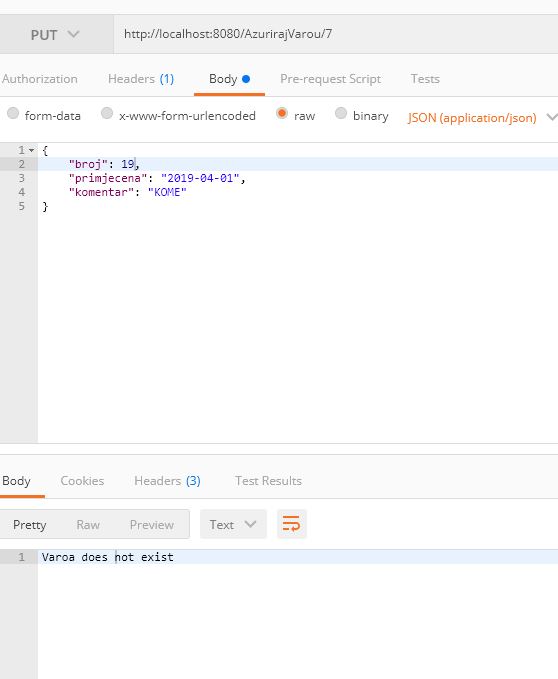 PUT http://localhost:8080/AzurirajVarou/7
Authorization Headers (1) Body Pre-request Script Tests
form-data x-www-form-urlencoded raw binary JSON (application/json)
1 {
2 "broj": 19,
3 "primjecena": "2019-04-01",
4 "komentar": "KOME"
5 }
Body Cookies Headers (3) Test Results
Pretty Raw Preview Text
1 Varoa does not exist